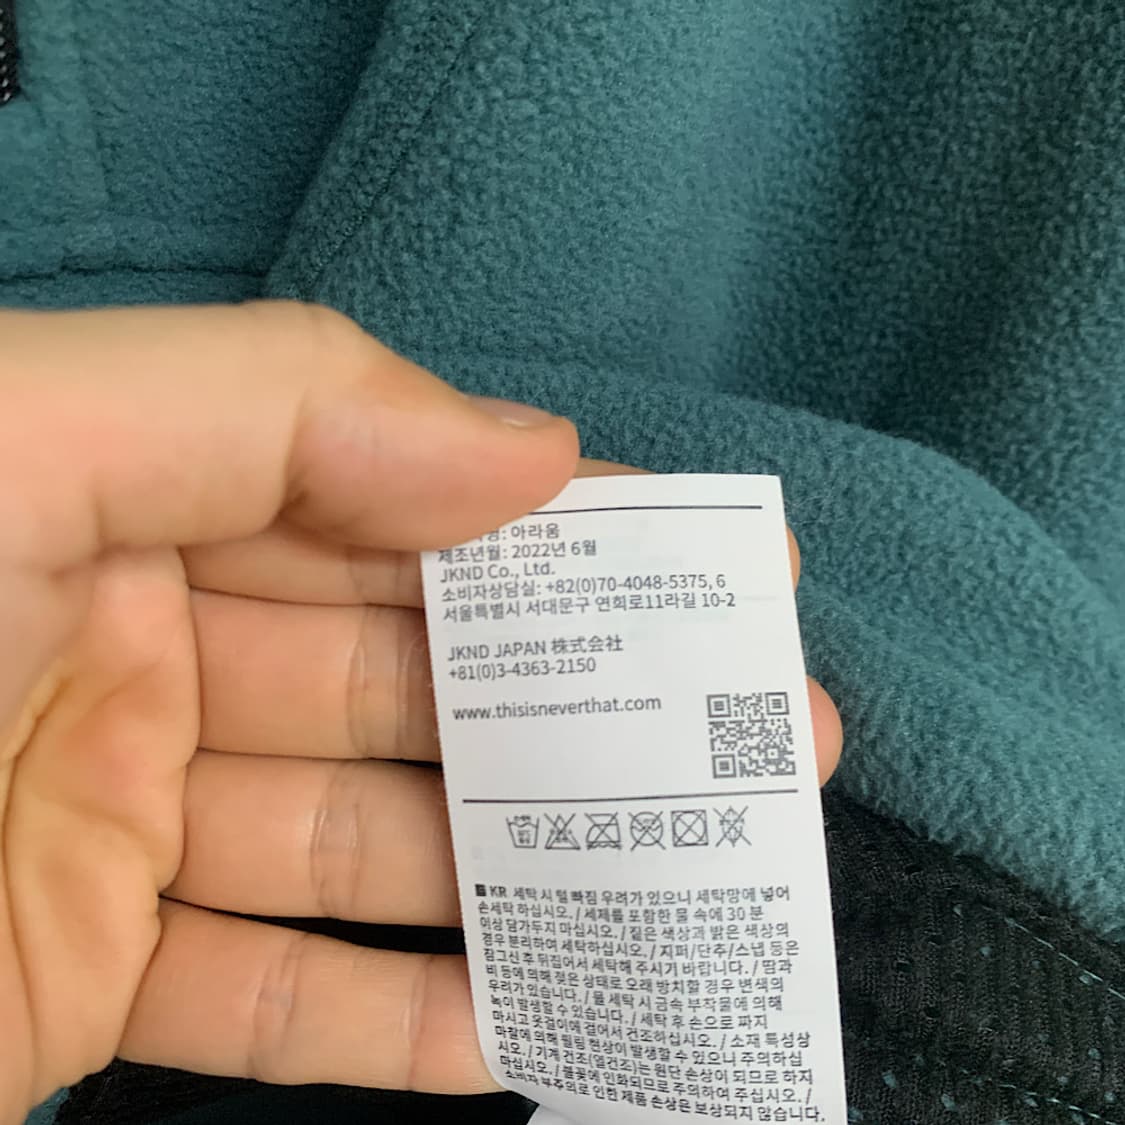 명: 아라움
제조년월: 2022년 6월
JKND Co., Ltd.
소비자상담실: +82(0)70-4048-5375, 6
서울특별시 서대문구 연희로11라길 10-2
JKND JAPAN 株式会社
+81(0)3-4363-2150
www.thisisneverthat.com
KR 세탁 시 털 빠짐 우려가 있으니 세탁망에 넣어
손세탁 하십시오. / 세제를 포함한 물 속에 30 분
이상 담가두지 마십시오. / 짙은 색상과 밝은 색상의
경우 분리하여 세탁하십시오. / 지퍼/단추/스냅 등은
잠그신 후 뒤집어서 세탁해 주시기 바랍니다. / 땀과
비 등에 의해 젖은 상태로 오래 방치할 경우 변색의
우려가 있습니다. / 물 세탁 시 금속 부착물에 의해
녹이 발생할 수 있습니다. / 세탁 후 손으로 펴지
마시고 옷걸이에 걸어서 건조하십시오. / 소재 특성상
마찰에 의해 필링 현상이 발생할 수 있으니 주의하십
시오. / 기계 건조(열건조)는 원단 손상이 되므로 하지
마십시오. / 불꽃에 인화되므로 주의하여 주십시오. /
소비자 부주의로 인한 제품 손상은 보상되지 않습니다.